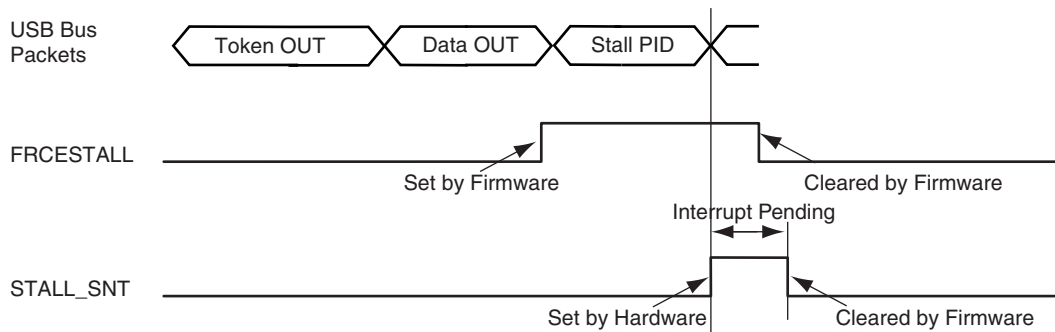 USB Bus
Packets
Token OUT
Data OUT
Stall PID
FRCESTALL
Set by Firmware
Cleared by Firmware
Interrupt Pending
STALL_SNT
Set by Hardware
Cleared by Firmware